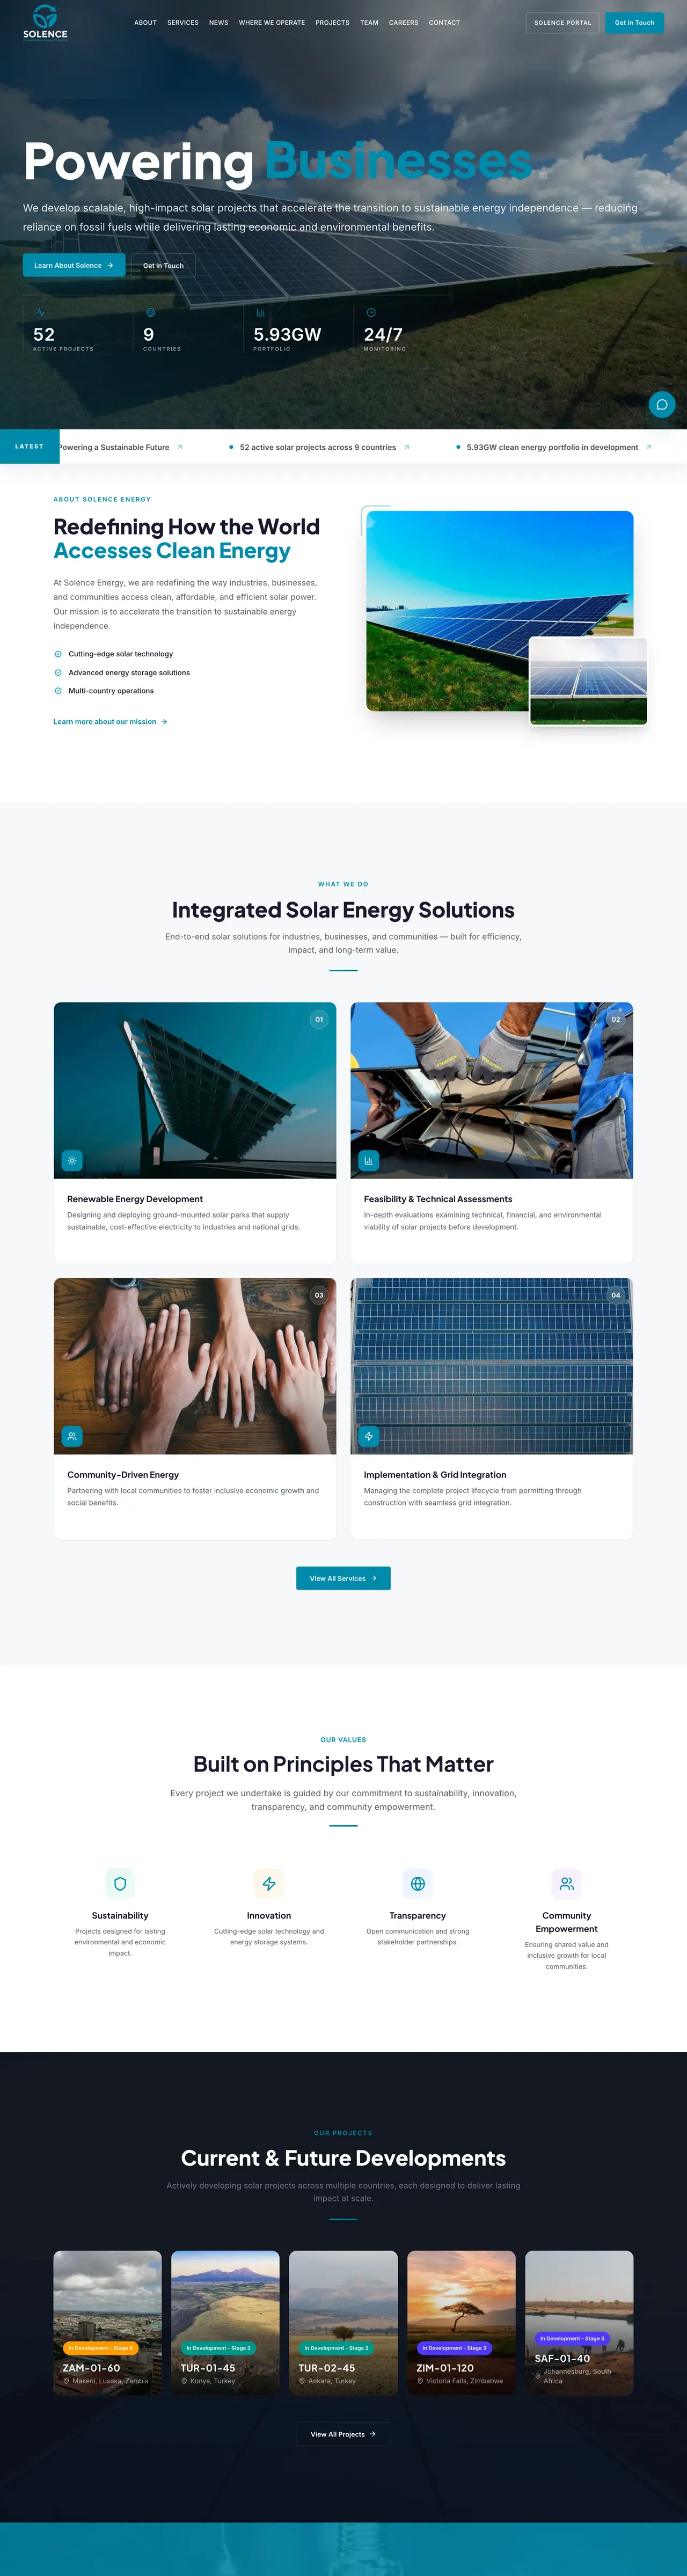 SOLENCE
ABOUT SERVICES NEWS WHERE WE OPERATE PROJECTS TEAM CAREERS CONTACT
SOLENCE PORTAL
Get in Touch
Powering Businesses
We develop scalable, high-impact solar projects that accelerate the transition to sustainable energy independence — reducing
reliance on fossil fuels while delivering lasting economic and environmental benefits.
Learn About Solence
Get in Touch
52
ACTIVE PROJECTS
9
COUNTRIES
5.93GW
PORTFOLIO
24/7
MONITORING
LATEST
Powering a Sustainable Future
52 active solar projects across 9 countries
5.93GW clean energy portfolio in development
ABOUT SOLENCE ENERGY
Redefining How the World
Accesses Clean Energy
At Solence Energy, we are redefining the way industries, businesses,
and communities access clean, affordable, and efficient solar power.
Our mission is to accelerate the transition to sustainable energy
independence.
Cutting-edge solar technology
Advanced energy storage solutions
Multi-country operations
Learn more about our mission
WHAT WE DO
Integrated Solar Energy Solutions
End-to-end solar solutions for industries, businesses, and communities — built for efficiency,
impact, and long-term value.
01
Renewable Energy Development
Designing and deploying ground-mounted solar parks that supply
sustainable, cost-effective electricity to industries and national grids.
02
Feasibility & Technical Assessments
In-depth evaluations examining technical, financial, and environmental
viability of solar projects before development.
03
Community-Driven Energy
Partnering with local communities to foster inclusive economic growth and
social benefits.
04
Implementation & Grid Integration
Managing the complete project lifecycle from permitting through
construction with seamless grid integration.
View All Services
OUR VALUES
Built on Principles That Matter
Every project we undertake is guided by our commitment to sustainability, innovation,
transparency, and community empowerment.
Sustainability
Projects designed for lasting
environmental and economic
impact.
Innovation
Cutting-edge solar technology and
energy storage systems.
Transparency
Open communication and strong
stakeholder partnerships.
Community
Empowerment
Ensuring shared value and
inclusive growth for local
communities.
OUR PROJECTS
Current & Future Developments
Actively developing solar projects across multiple countries, each designed to deliver lasting
impact at scale.
In Development - Stage 4
ZAM-01-60
Makeni, Lusaka, Zambia
In Development - Stage 2
TUR-01-45
Konya, Turkey
In Development - Stage 2
TUR-02-45
Ankara, Turkey
In Development - Stage 3
ZIM-01-120
Victoria Falls, Zimbabwe
In Development - Stage 3
SAF-01-40
Johannesburg, South
Africa
View All Projects